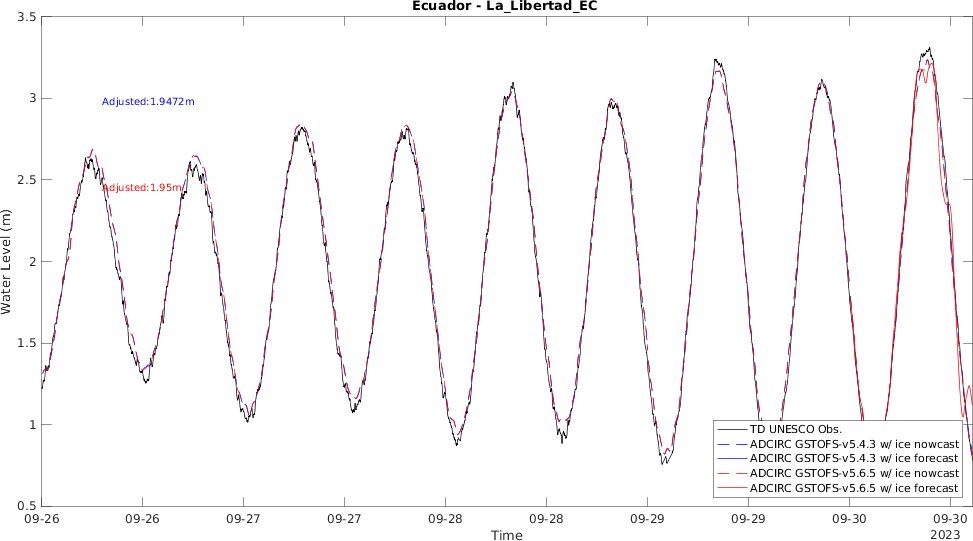 Ecuador - La_Libertad_EC
3.5
3
2.5
2
1.5
1
0.5
Water Level (m)
Adjusted:1.9472m
Adjusted:1.95m
TD UNESCO Obs.
ADCIRC GSTOFS-v5.4.3 w/ ice nowcast
ADCIRC GSTOFS-v5.4.3 w/ ice forecast
ADCIRC GSTOFS-v5.6.5 w/ ice nowcast
ADCIRC GSTOFS-v5.6.5 w/ ice forecast
09-26 09-26 09-27 09-27 09-28 09-28 09-29 09-29 09-30 09-30
2023
Time